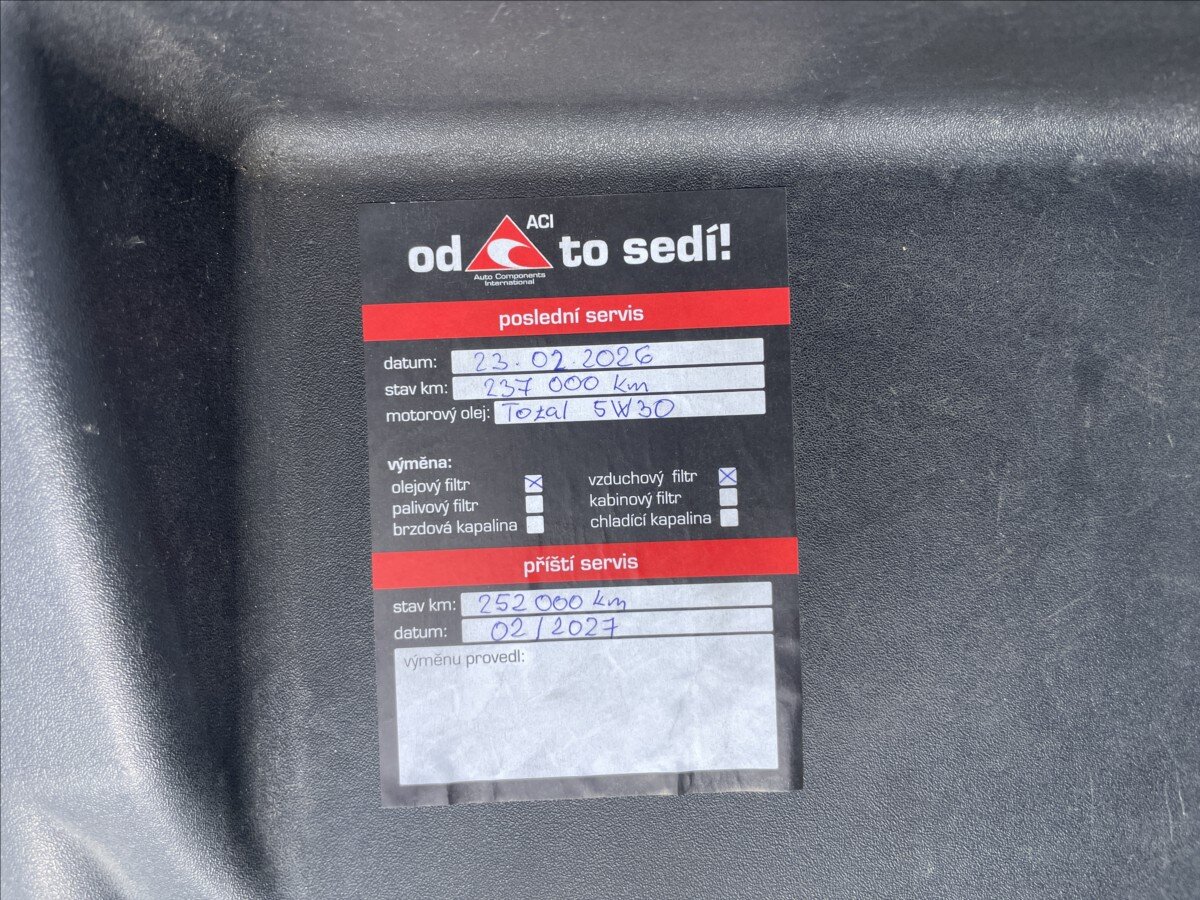 ACI
od to sedí!
Auto Components
International
poslední servis
datum: 23.02.2026
stav km: 237 000 km
motorový olej: Total 5W30
výměna:
olejový filtr
palivový filtr
brzdová kapalina
vzduchový filtr
kabinový filtr
chladící kapalina
příští servis
stav km: 252 000 km
datum: 02/2027
výměnu provedl: